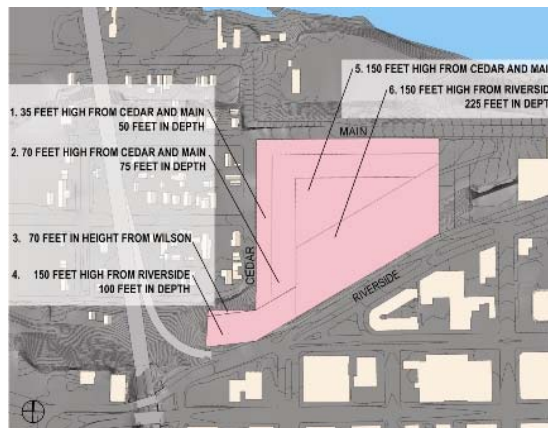 5. 150 FEET HIGH FROM CEDAR AND MAIN
6. 150 FEET HIGH FROM RIVERSIDE
225 FEET IN DEPTH
1. 35 FEET HIGH FROM CEDAR AND MAIN
50 FEET IN DEPTH
MAIN
2. 70 FEET HIGH FROM CEDAR AND MAIN
75 FEET IN DEPTH
3. 70 FEET IN HEIGHT FROM WILSON
CEDAR
4. 150 FEET HIGH FROM RIVERSIDE
100 FEET IN DEPTH
RIVERSIDE